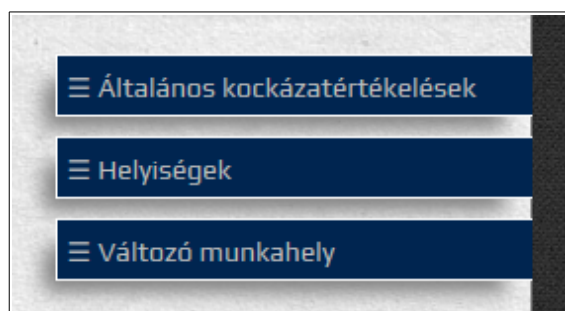 ☰ Általános kockázatértékelések
☰ Helyiségek
☰ Változó munkahely